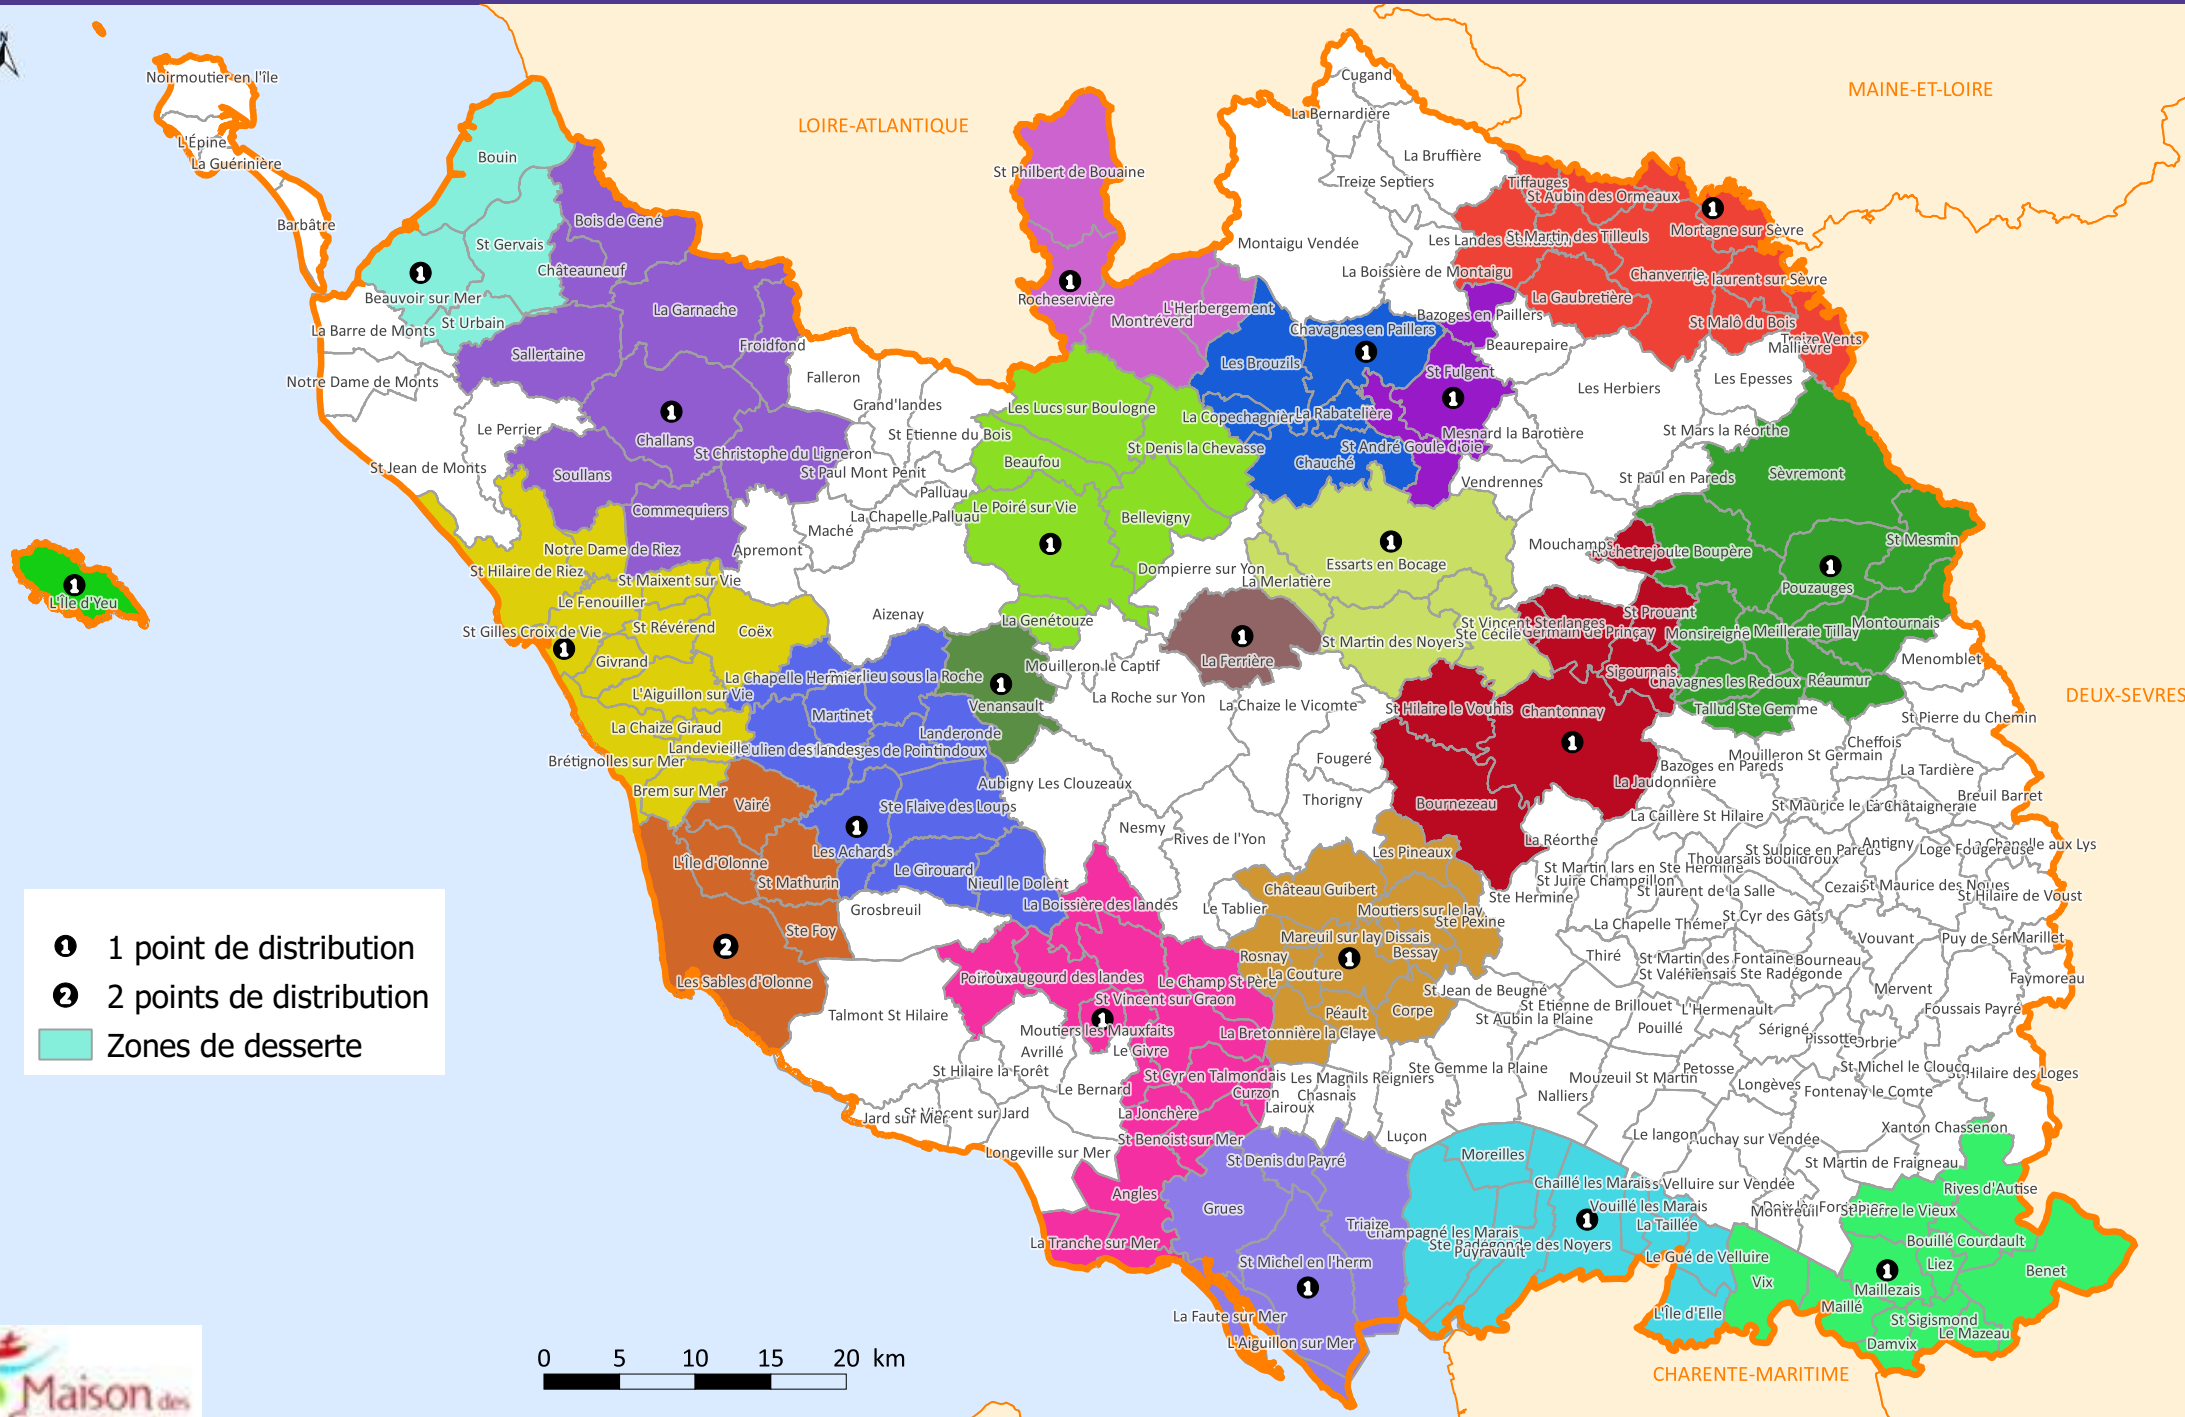 N
Noirmoutier en l'île
L'Épine
La Guérinière
Barbâtre
LOIRE-ATLANTIQUE
MAINE-ET-LOIRE
DEUX-SEVRES
CHARENTE-MARITIME
Cugand
La Bernardière
La Bruffière
Treize Septiers
Montaigu Vendée
La Boissière de Montaigu
Bouin
St Gervais
Beauvoir sur Mer
St Urbain
Bois de Cené
Châteauneuf
La Garnache
Froidfond
Sallertaine
Challans
St Christophe du Ligneron
Soullans
Commequiers
La Barre de Monts
Notre Dame de Monts
Le Perrier
St Jean de Monts
Falleron
Grand'landes
St Etienne du Bois
St Paul Mont Penit
Palluau
La Chapelle Palluau
Maché
Apremont
Aizenay
St Philbert de Bouaine
Rocheservière
Montréverd
L'Herbergement
Tiffauges
St Aubin des Ormeaux
Les Landes
St Martin des Tilleuls
Mortagne sur Sèvre
Chanverrie
St laurent sur Sèvre
La Gaubretière
St Malô du Bois
Treize Vents
Mallièvre
Chavagnes en Paillers
Les Brouzils
La Copechagnière
La Rabatelière
Chauché
Bazoges en Paillers
St Fulgent
St André Goule d'oie
Mesnard la Barotière
Beaurepaire
Les Herbiers
Les Epesses
St Mars la Réorthe
St Paul en Pareds
Vendrennes
Mouchamps
Les Lucs sur Boulogne
St Denis la Chevasse
Beaufou
Le Poiré sur Vie
Bellevigny
La Genétouze
Dompierre sur Yon
La Merlatière
Essarts en Bocage
St Martin des Noyers
Ste Cécile
St Vincent Sterlanges
St Germain de Prinçay
Rochetrejoux
St Prouant
Sigournais
Chantonnay
St Hilaire le Vouhis
Bournezeau
Sèvremont
Le Boupère
St Mesmin
Pouzauges
Monsireigne
Meilleraie Tillay
Montournais
Chavagnes les Redoux
Réaumur
Tallud Ste Gemme
Menomblet
St Pierre du Chemin
Cheffois
Mouilleron St Germain
Bazoges en Pareds
La Jaudonnière
La Tardière
Breuil Barret
St Maurice le
La Châtaigneraie
La Caillère St Hilaire
La Réorthe
Antigny
Loge Fougereuse
La Chapelle aux Lys
St Sulpice en Pareds
Thouarsais Bouildroux
St Martin lars en Ste Hermine
St Juire Champgillon
St laurent de la Salle
Cezais
St Maurice des Noues
St Hilaire de Voust
Ste Hermine
La Chapelle Thémer
St Cyr des Gâts
Vouvant
Puy de Serre
Marillet
Thiré
St Martin des Fontaines
Bourneau
St Valérien
Marsais Ste Radégonde
Faymoreau
Mervent
Foussais Payré
L'Île d'Yeu
Notre Dame de Riez
St Hilaire de Riez
St Maixent sur Vie
Le Fenouiller
St Gilles Croix de Vie
St Révérend
Coëx
Givrand
L'Aiguillon sur Vie
La Chaize Giraud
Landevieille
Brétignolles sur Mer
Brem sur Mer
La Chapelle Hermier
Beaulieu sous la Roche
Martinet
Landeronde
St Julien des landes
St Georges de Pointindoux
Ste Flaive des Loups
Les Achards
Le Girouard
Nieul le Dolent
Venansault
Mouilleron le Captif
La Ferrière
La Roche sur Yon
La Chaize le Vicomte
Fougeré
Thorigny
Aubigny Les Clouzeaux
Nesmy
Rives de l'Yon
Le Tablier
Vairé
L'Île d'Olonne
St Mathurin
Ste Foy
Les Sables d'Olonne
Grosbreuil
Talmont St Hilaire
La Boissière des landes
Poiroux
Jard sur Mer
St Vincent sur Jard
Longeville sur Mer
Le Champ St Père
St Vincent sur Graon
Moutiers les Mauxfaits
Avrillé
Le Givre
St Hilaire la Forêt
Le Bernard
St Cyr en Talmondais
Curzon
La Jonchère
St Benoist sur Mer
Angles
La Tranche sur Mer
Les Pineaux
Château Guibert
Moutiers sur le lay
Ste Pexine
Mareuil sur lay Dissais
Bessay
Rosnay
La Couture
Péault
Corpe
La Bretonnière la Claye
Les Magnils Reigniers
Chasnais
Lairoux
Luçon
St Jean de Beugné
St Etienne de Brillouet
St Aubin la Plaine
L'Hermenault
Pouillé
Sérigné
Pissotte
L'Orbrie
Ste Gemme la Plaine
Mouzeuil St Martin
Petosse
Nalliers
Longèves
St Michel le Cloucq
St Hilaire des Loges
Fontenay le Comte
Xanton Chassenon
Le langon
Auchay sur Vendée
St Martin de Fraigneau
St Denis du Payré
Grues
Triaize
St Michel en l'herm
La Faute sur Mer
L'Aiguillon sur Mer
Moreilles
Chaillé les Marais
Vouillé les Marais
La Taillée
Champagné les Marais
Ste Radégonde des Noyers
Puyravault
Le Gué de Velluire
L'Île d'Elle
Montreuil
St Pierre le Vieux
Rives d'Autise
Bouillé Courdault
Liez
Benet
Vix
Maillezais
Maillé
St Sigismond
Le Mazeau
Damvix
1 point de distribution
2 points de distribution
Zones de desserte
0 5 10 15 20 km
Maison des